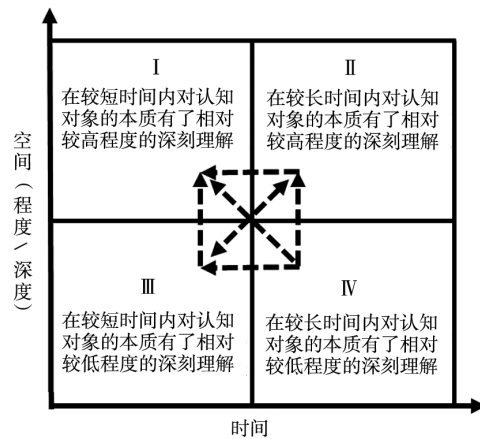 Ⅰ
在较短时间内对认知
对象的本质有了相对
较高程度的深刻理解
Ⅱ
在较长时间内对认知
对象的本质有了相对
较高程度的深刻理解
空间(程度\深度)
Ⅲ
在较短时间内对认知
对象的本质有了相对
较低程度的深刻理解
Ⅳ
在较长时间内对认知
对象的本质有了相对
较低程度的深刻理解
时间